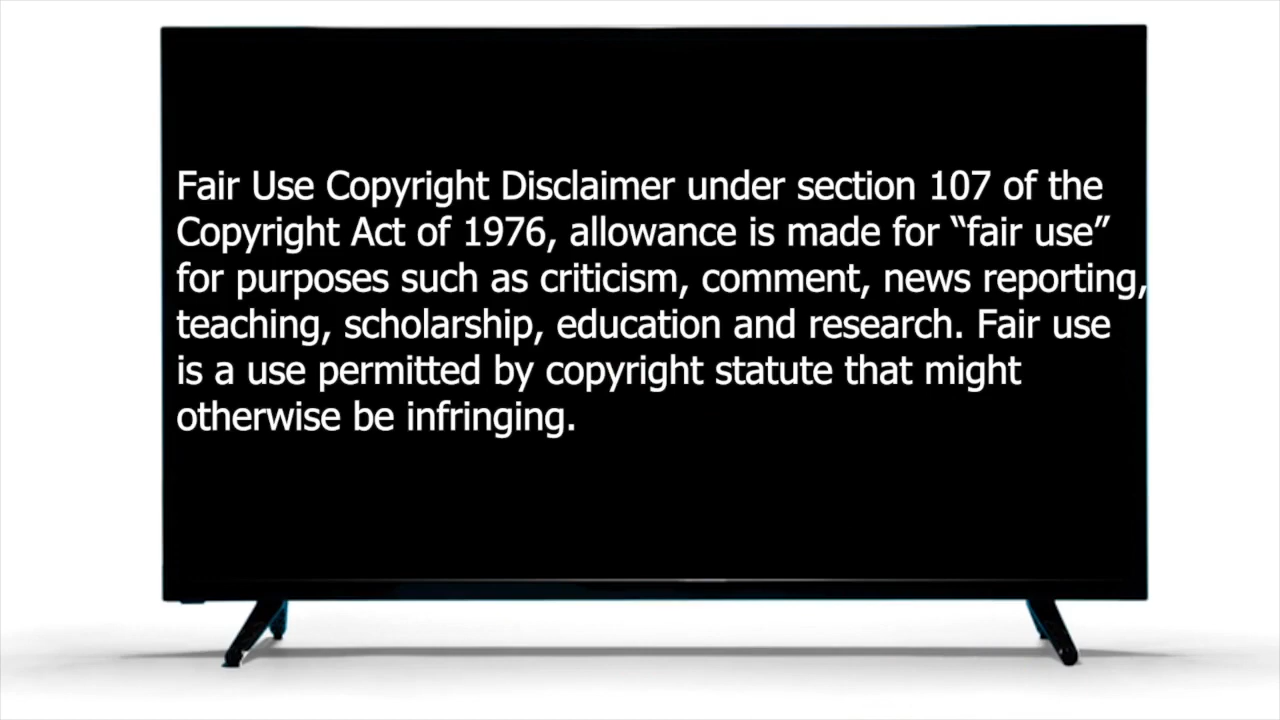 Fair Use Copyright Disclaimer under section 107 of the
Copyright Act of 1976, allowance is made for “fair use”
for purposes such as criticism, comment, news reporting,
teaching, scholarship, education and research. Fair use
is a use permitted by copyright statute that might
otherwise be infringing.